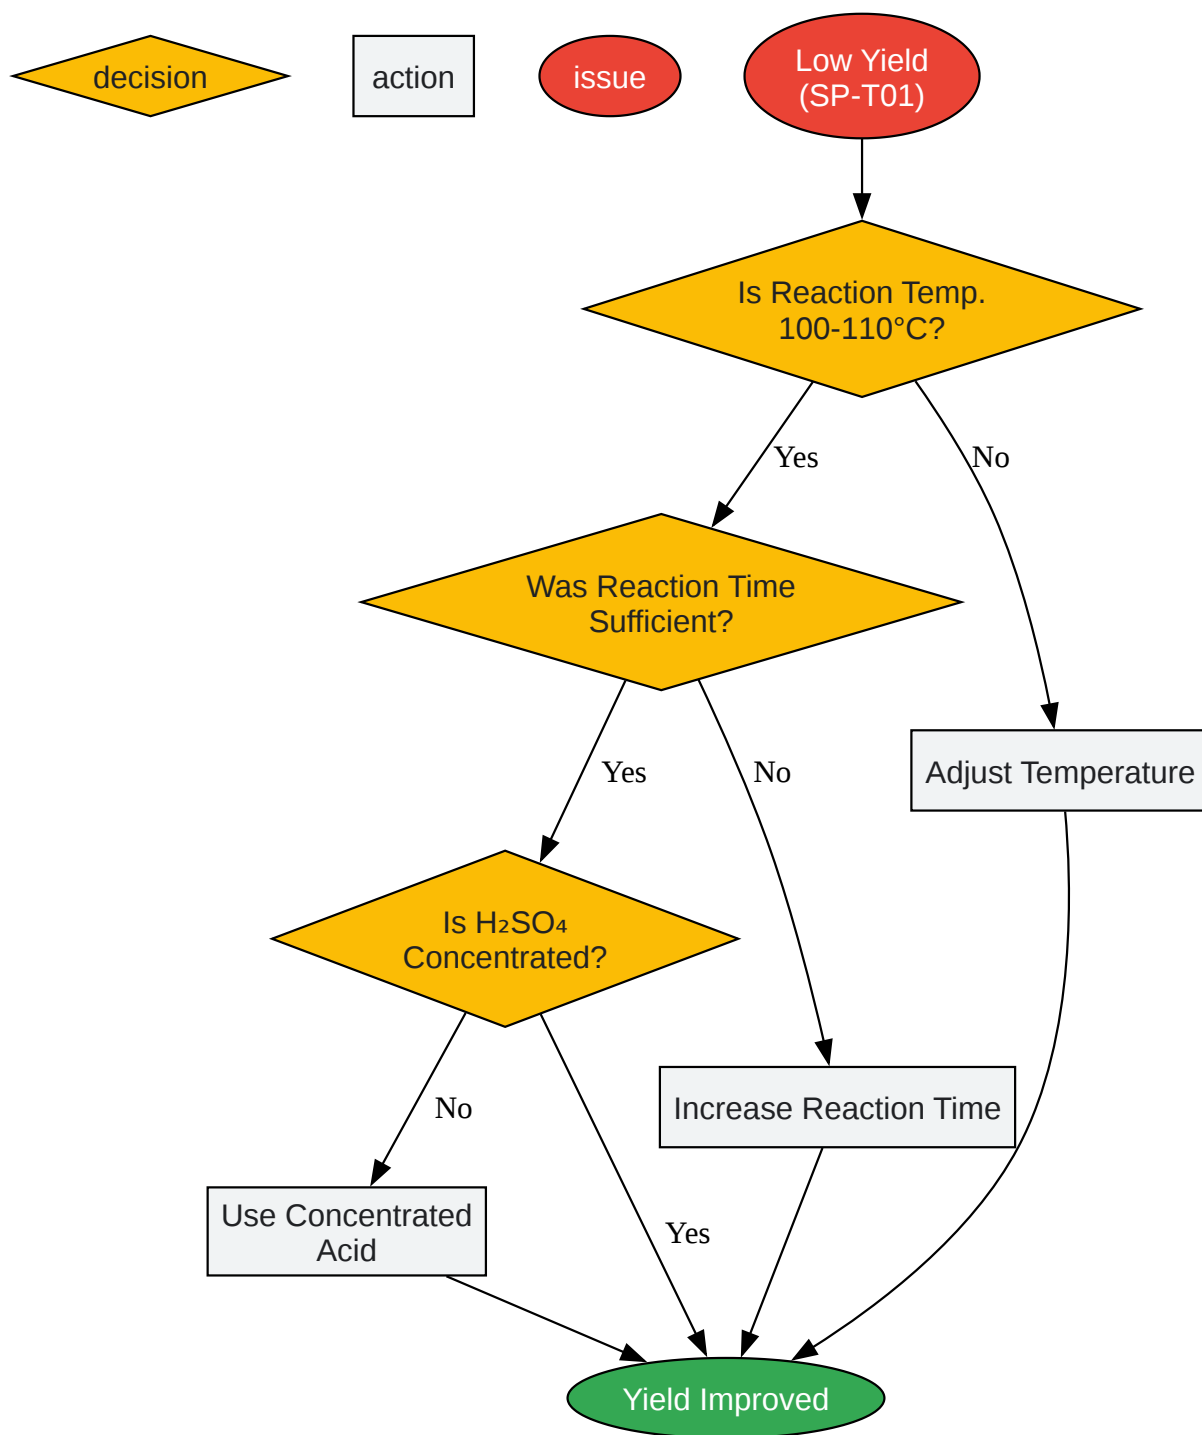 decision
action
issue
Low Yield
(SP-T01)
Is Reaction Temp.
100-110°C?
Yes
No
Was Reaction Time
Sufficient?
Yes
No
Adjust Temperature
Is H₂SO₄
Concentrated?
No
Increase Reaction Time
Use Concentrated
Acid
Yes
Yield Improved